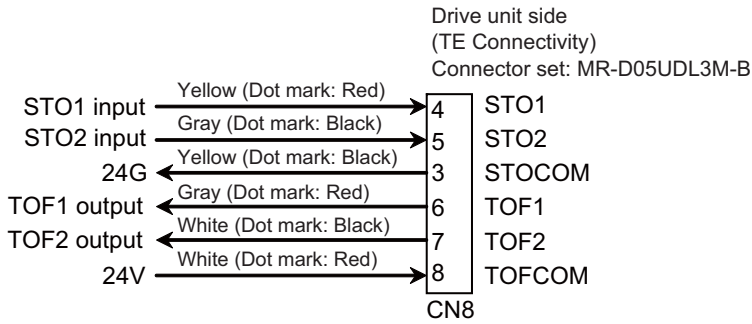 Drive unit side
(TE Connectivity)
Connector set: MR-D05UDL3M-B
STO1 input Yellow (Dot mark: Red) 4 STO1
STO2 input Gray (Dot mark: Black) 5 STO2
24G Yellow (Dot mark: Black) 3 STOCOM
TOF1 output Gray (Dot mark: Red) 6 TOF1
TOF2 output White (Dot mark: Black) 7 TOF2
24V White (Dot mark: Red) 8 TOFCOM
CN8